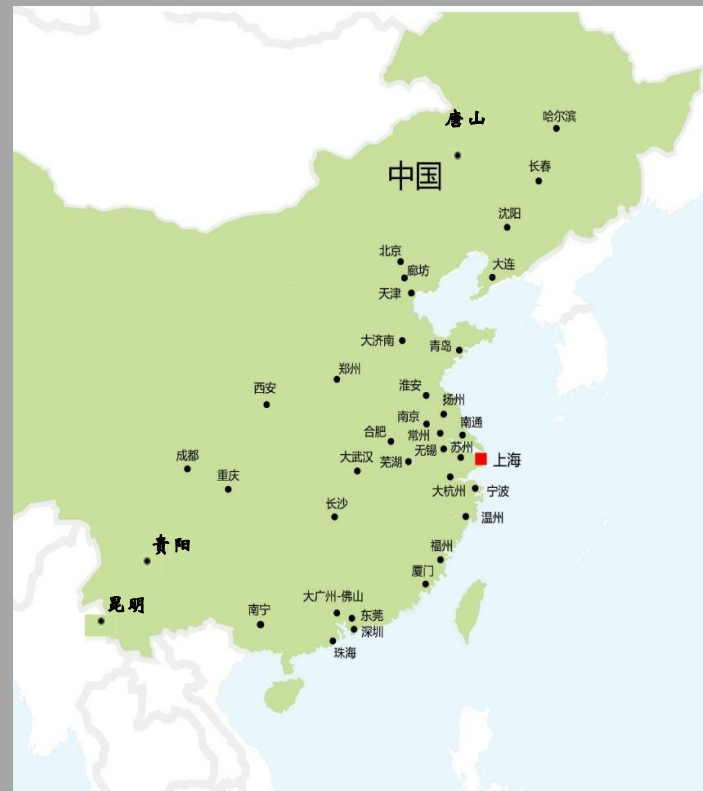 唐山
哈尔滨
中国
长春
沈阳
北京
廊坊
大连
天津
大济南
青岛
郑州
西安
淮安
扬州
南京
南通
常州
合肥
无锡
苏州
上海
成都
大武汉
芜湖
重庆
大杭州
宁波
长沙
温州
贵阳
福州
厦门
昆明
大广州-佛山
南宁
东莞
深圳
珠海